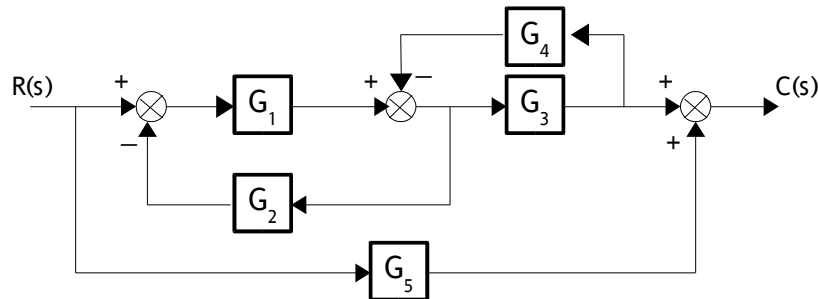 G4
+ − 
R(s) + G1 + G3 + C(s)
− +
G2
G5